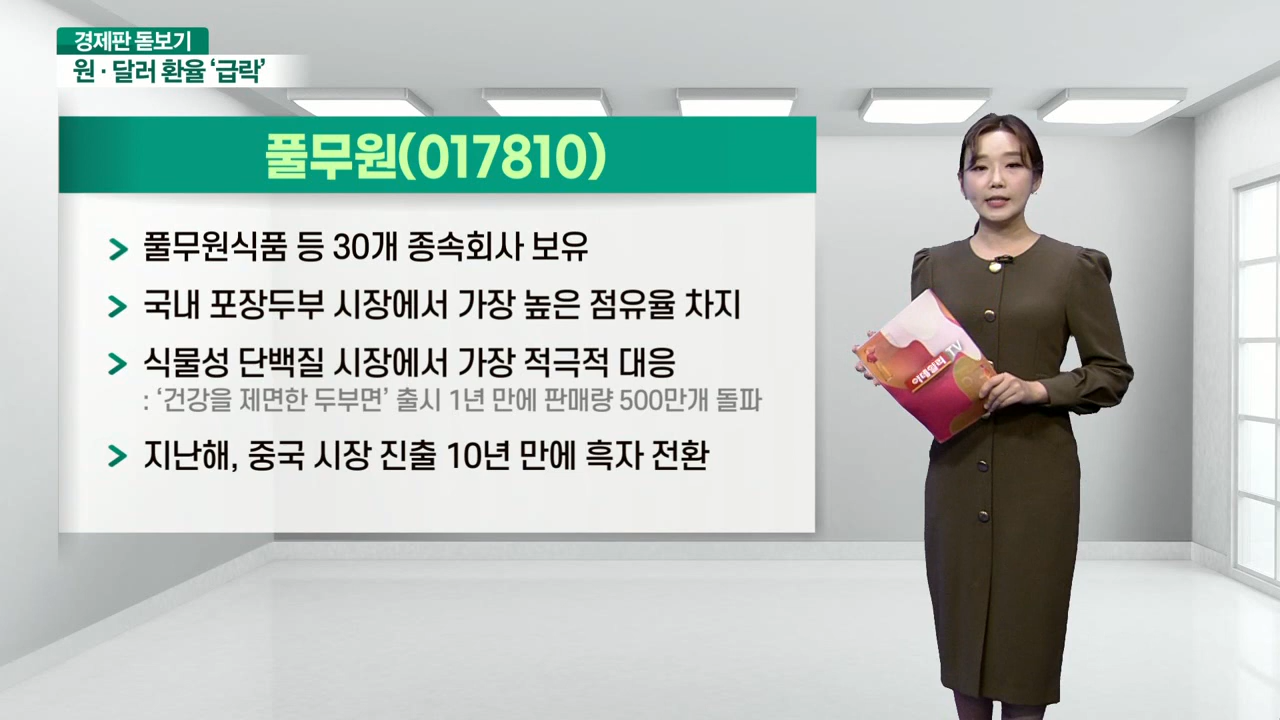 경제판 돋보기
원·달러 환율 ‘급락’
풀무원(017810)
풀무원식품 등 30개 종속회사 보유
국내 포장두부 시장에서 가장 높은 점유율 차지
식물성 단백질 시장에서 가장 적극적 대응
: ‘건강을 제면한 두부면’ 출시 1년 만에 판매량 500만개 돌파
지난해, 중국 시장 진출 10년 만에 흑자 전환
이데일리 TV